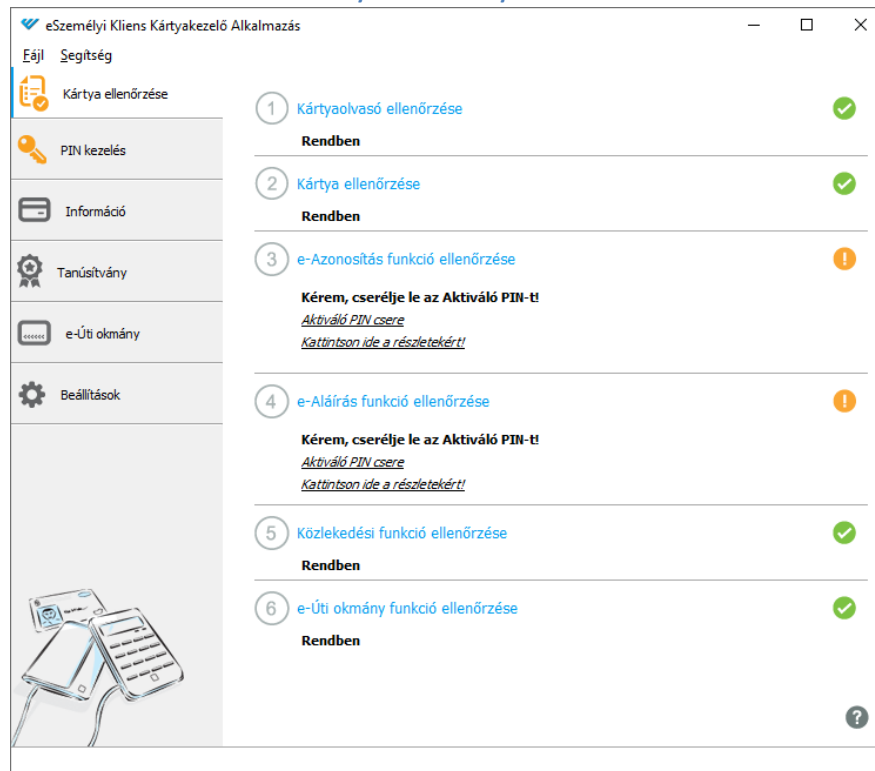 eSzemélyi Kliens Kártyakezelő Alkalmazás
Fájl Segítség
Kártya ellenőrzése
PIN kezelés
Információ
Tanúsítvány
e-Úti okmány
Beállítások
1 Kártyaolvasó ellenőrzése
Rendben
2 Kártya ellenőrzése
Rendben
3 e-Azonosítás funkció ellenőrzése
Kérem, cserélje le az Aktiváló PIN-t!
Aktiváló PIN csere
Kattintson ide a részletekért!
4 e-Aláírás funkció ellenőrzése
Kérem, cserélje le az Aktiváló PIN-t!
Aktiváló PIN csere
Kattintson ide a részletekért!
5 Közlekedési funkció ellenőrzése
Rendben
6 e-Úti okmány funkció ellenőrzése
Rendben